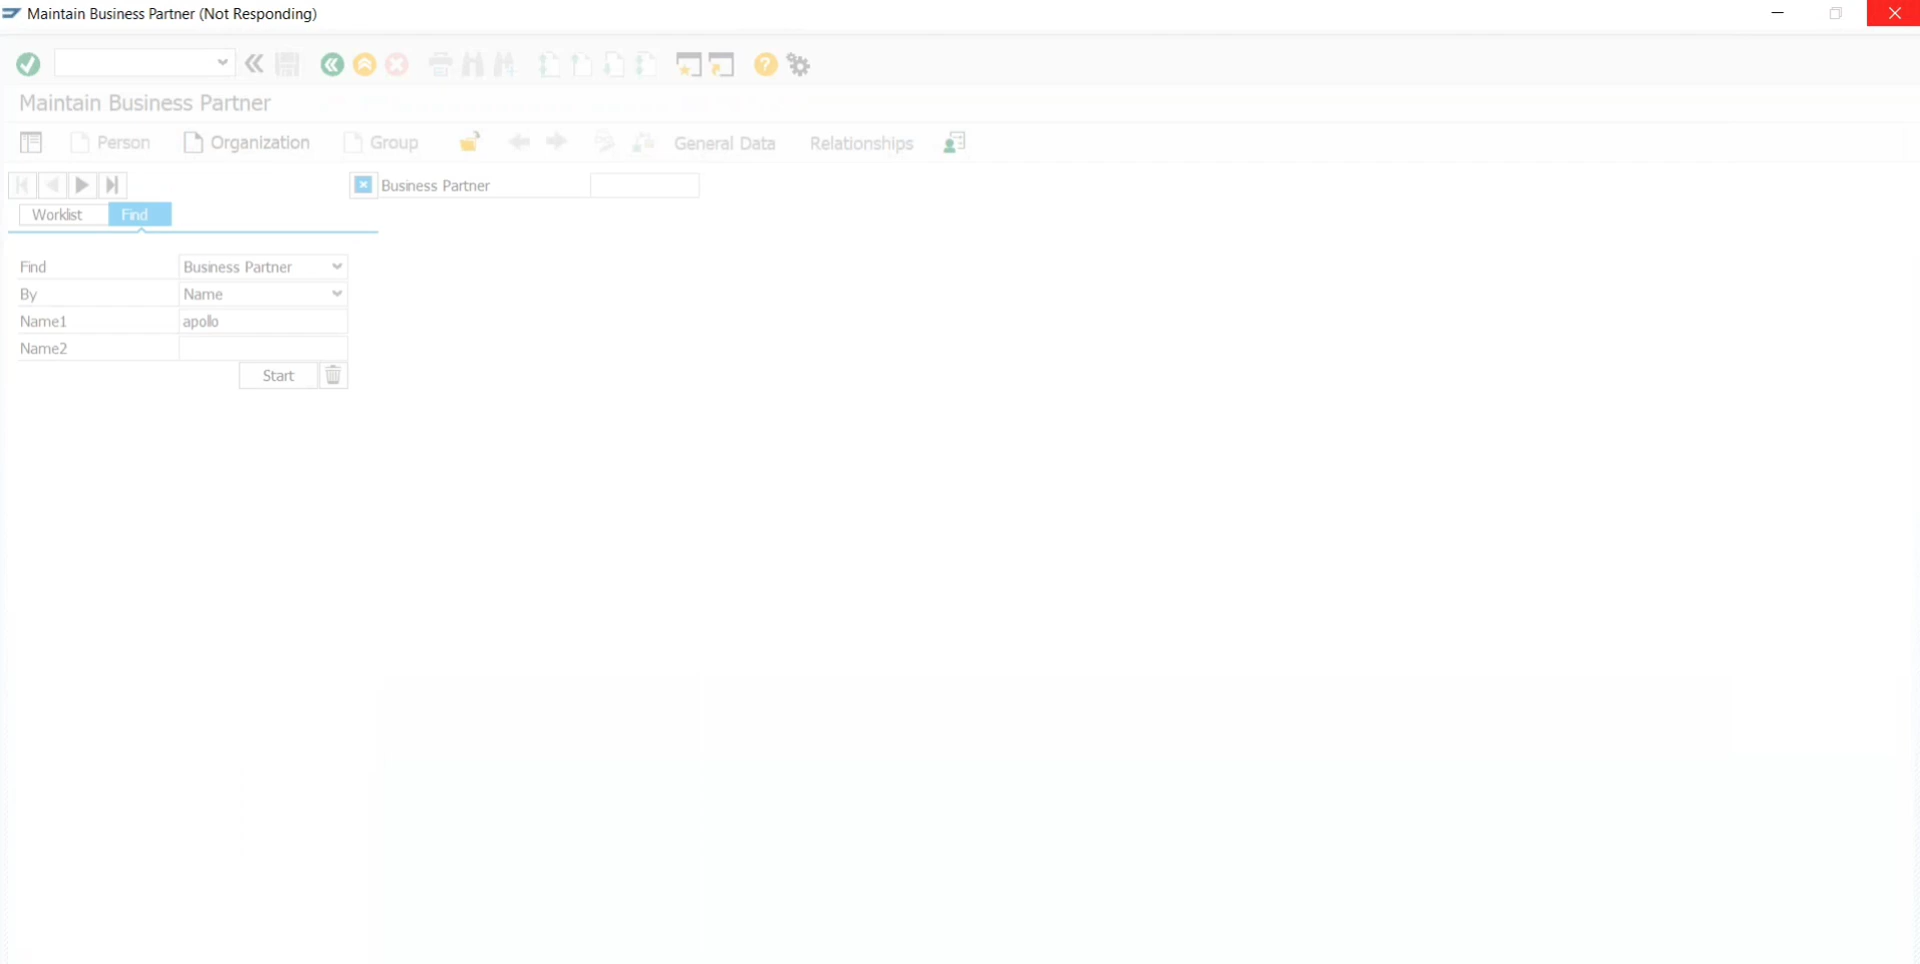 Maintain Business Partner (Not Responding)
Maintain Business Partner
Person Organization Group General Data Relationships
Business Partner
Worklist Find
Find Business Partner
By Name
Name1 apollo
Name2
Start